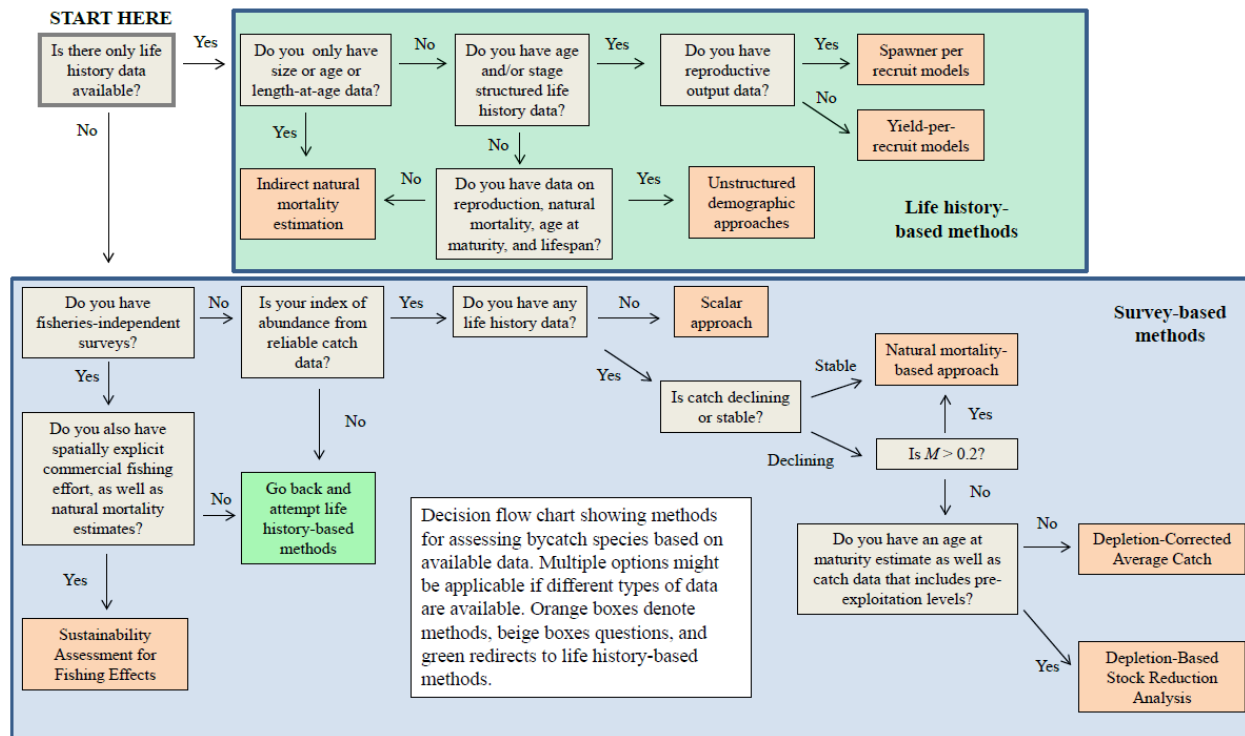 START HERE
Is there only life
history data
available?
Yes
No
Do you  only have
size or age or
length-at-age data?
No
Yes
Do you have age
and/or stage
structured life
history data?
Yes
No
Do you have
reproductive
output data?
Yes
No
Spawner per
recruit models
Yield-per-
recruit models
Indirect natural
mortality
estimation
No
Do you have data on
reproduction, natural
mortality, age at
maturity, and lifespan?
Yes
Unstructured
demographic
approaches
Life history-
based methods
Do you have
fisheries-independent
surveys?
No
Yes
Is your index of
abundance from
reliable catch
data?
Yes
No
Do you have any
life history data?
No
Yes
Scalar
approach
Survey-based
methods
Natural mortality-
based approach
Stable
Is catch declining
or stable?
Declining
Yes
Is M > 0.2?
No
Do you also have
spatially explicit
commercial fishing
effort, as well as
natural mortality
estimates?
No
Yes
Go back and
attempt life
history-based
methods
Decision flow chart showing methods
for assessing bycatch species based on
available data. Multiple options might
be applicable if different types of data
are available. Orange boxes denote
methods, beige boxes questions, and
green redirects to life history-based
methods.
Do you have an age at
maturity estimate as well as
catch data that includes pre-
exploitation levels?
No
Yes
Depletion-Corrected
Average Catch
Sustainability
Assessment for
Fishing Effects
Depletion-Based
Stock Reduction
Analysis